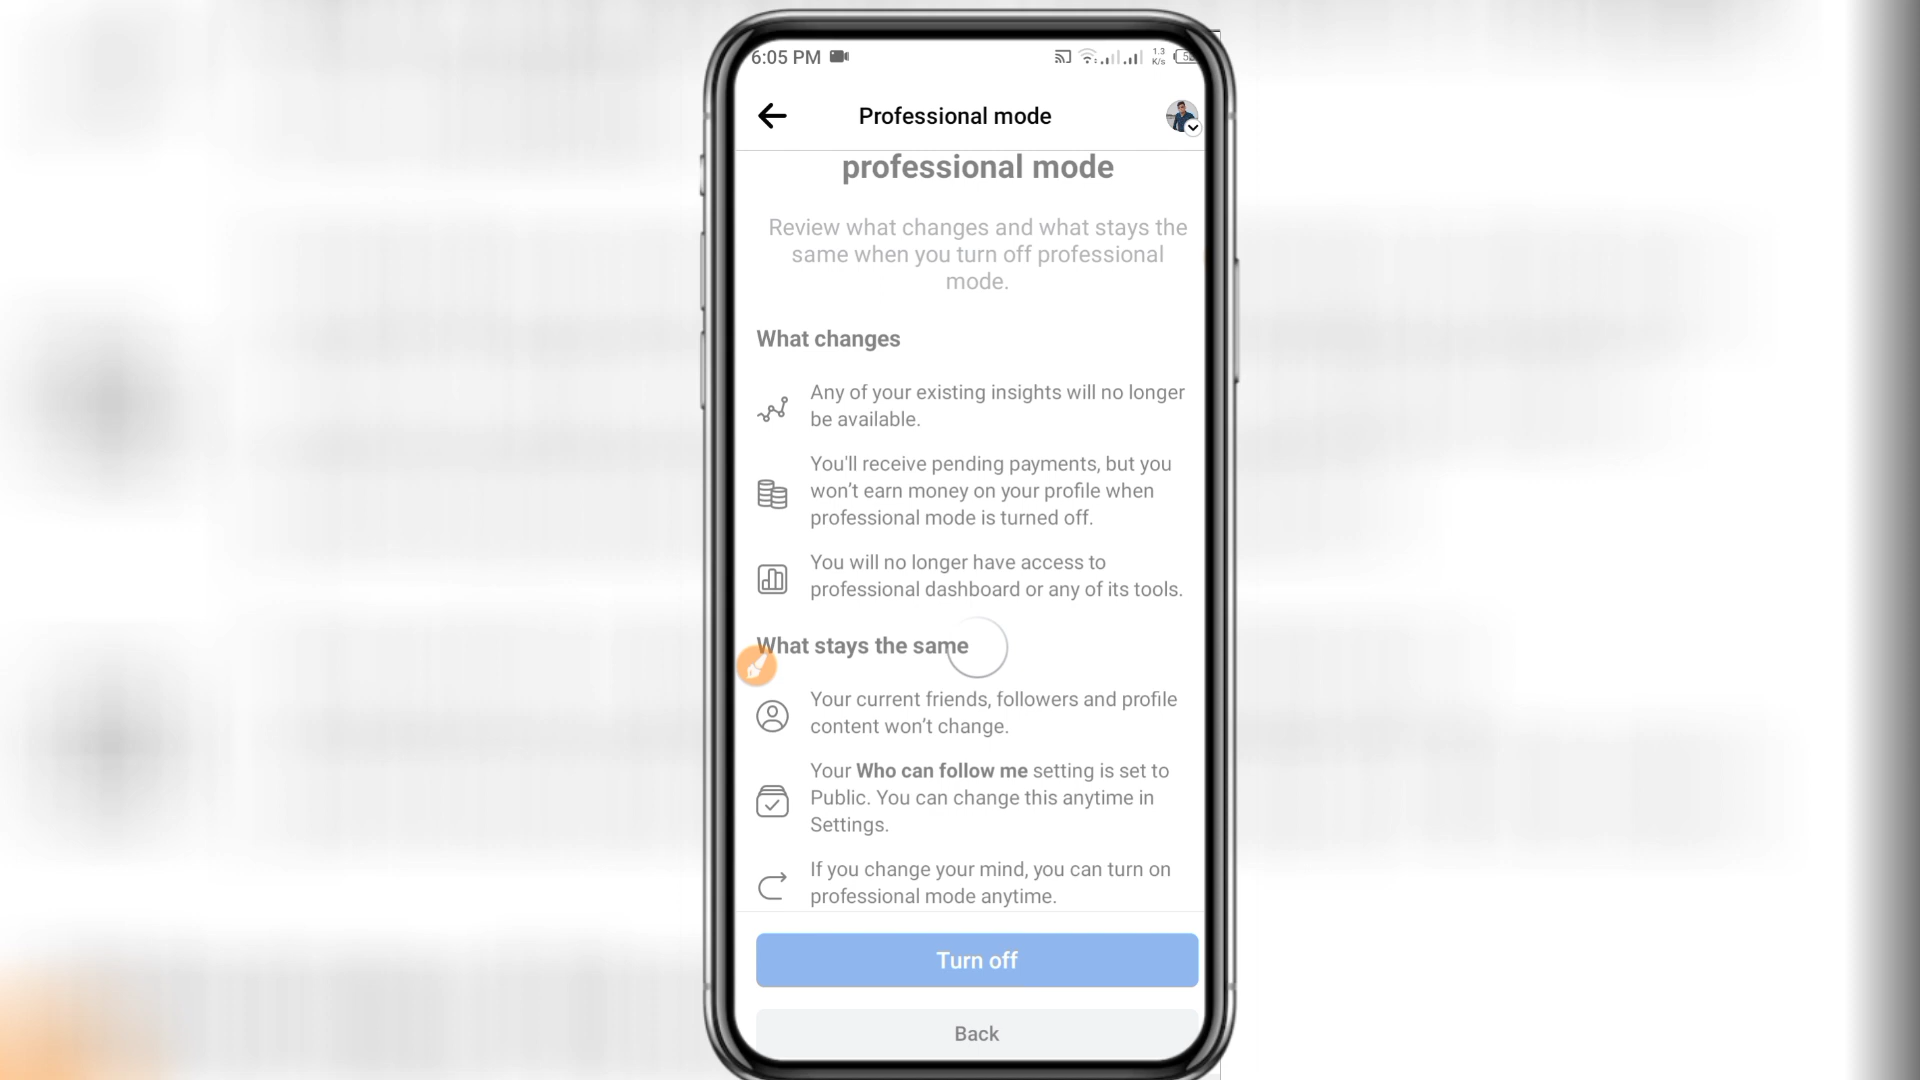 6:05 PM
1.3
K/s
Professional mode
professional mode
Review what changes and what stays the
same when you turn off professional
mode.
What changes
Any of your existing insights will no longer
be available.
You'll receive pending payments, but you
won’t earn money on your profile when
professional mode is turned off.
You will no longer have access to
professional dashboard or any of its tools.
What stays the same
Your current friends, followers and profile
content won’t change.
Your Who can follow me setting is set to
Public. You can change this anytime in
Settings.
If you change your mind, you can turn on
professional mode anytime.
Turn off
Back